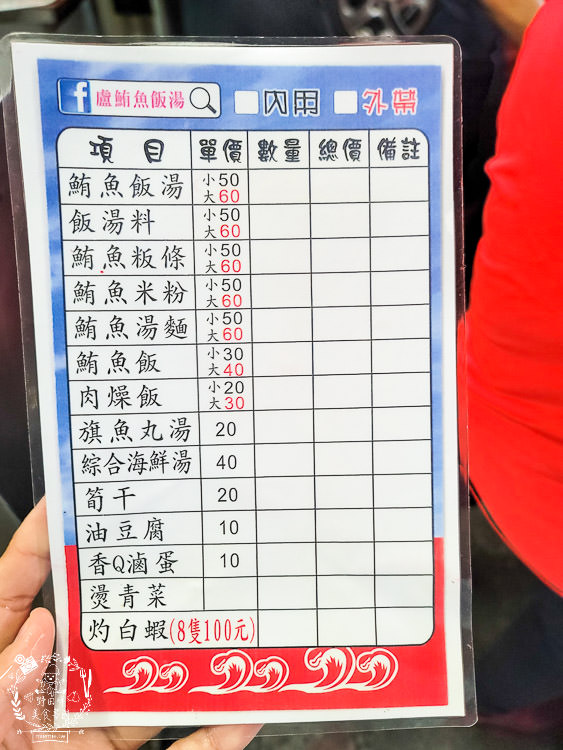 f 盧鮪魚飯湯 內用 外帶
項目 單價 數量 總價 備註
鮪魚飯湯 小50 大60
飯湯料 小50 大60
鮪魚粄條 小50 大60
鮪魚米粉 小50 大60
鮪魚湯麵 小50 大60
鮪魚飯 小30 大40
肉燥飯 小20 大30
旗魚丸湯 20
綜合海鮮湯 40
筍干 20
油豆腐 10
香Q滷蛋 10
燙青菜
灼白蝦(8隻100元)